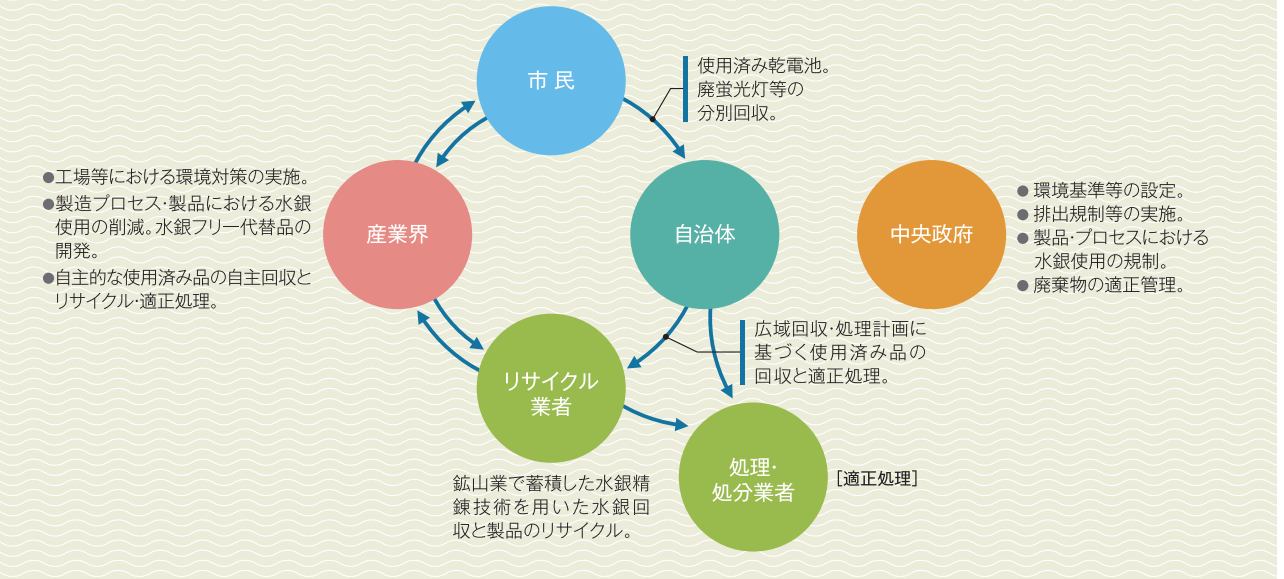 市 民
使用済み乾電池。
廃蛍光灯等の
分別回収。
●工場等における環境対策の実施。
●製造プロセス・製品における水銀
使用の削減。水銀フリー代替品の
開発。
●自主的な使用済み品の自主回収と
リサイクル・適正処理。
産業界
自治体
中央政府
● 環境基準等の設定。
● 排出規制等の実施。
● 製品・プロセスにおける
水銀使用の規制。
● 廃棄物の適正管理。
広域回収・処理計画に
基づく使用済み品の
回収と適正処理。
リサイクル
業者
鉱山業で蓄積した水銀精
錬技術を用いた水銀回
収と製品のリサイクル。
処理・
処分業者
[適正処理]